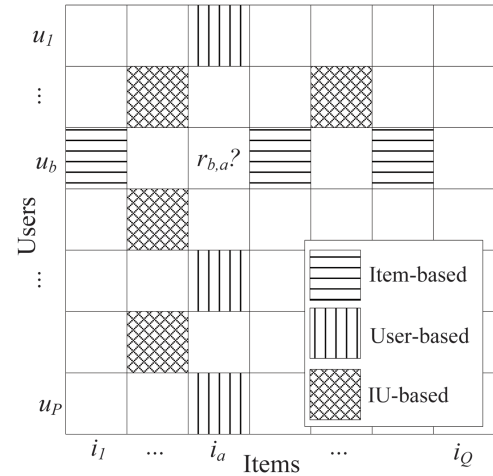 u1
...
ub
rb,a?
Users
...
uP
Item-based
User-based
IU-based
i1 ... ia ... iQ
Items